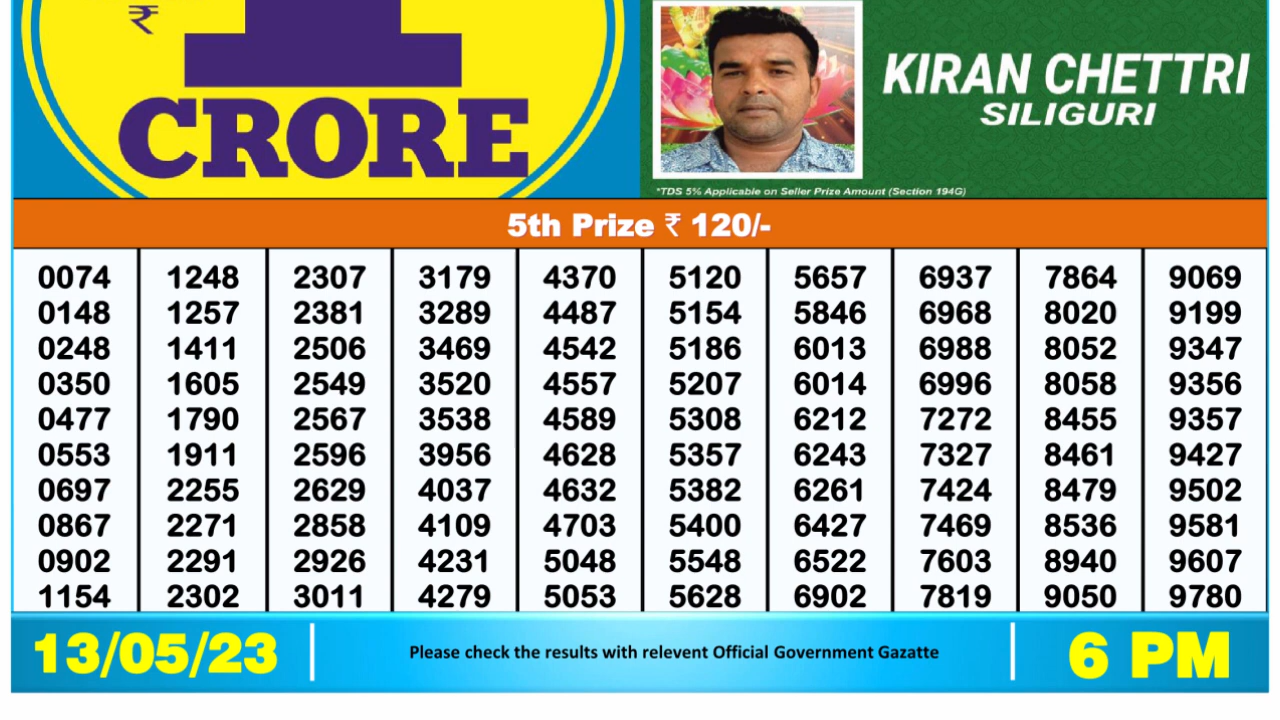 ₹
1
CRORE
KIRAN CHETTRI
SILIGURI
*TDS 5% Applicable on Seller Prize Amount (Section 194G)
5th Prize ₹ 120/-
0074 1248 2307 3179 4370 5120 5657 6937 7864 9069
0148 1257 2381 3289 4487 5154 5846 6968 8020 9199
0248 1411 2506 3469 4542 5186 6013 6988 8052 9347
0350 1605 2549 3520 4557 5207 6014 6996 8058 9356
0477 1790 2567 3538 4589 5308 6212 7272 8455 9357
0553 1911 2596 3956 4628 5357 6243 7327 8461 9427
0697 2255 2629 4037 4632 5382 6261 7424 8479 9502
0867 2271 2858 4109 4703 5400 6427 7469 8536 9581
0902 2291 2926 4231 5048 5548 6522 7603 8940 9607
1154 2302 3011 4279 5053 5628 6902 7819 9050 9780
13/05/23
Please check the results with relevent Official Government Gazatte
6 PM